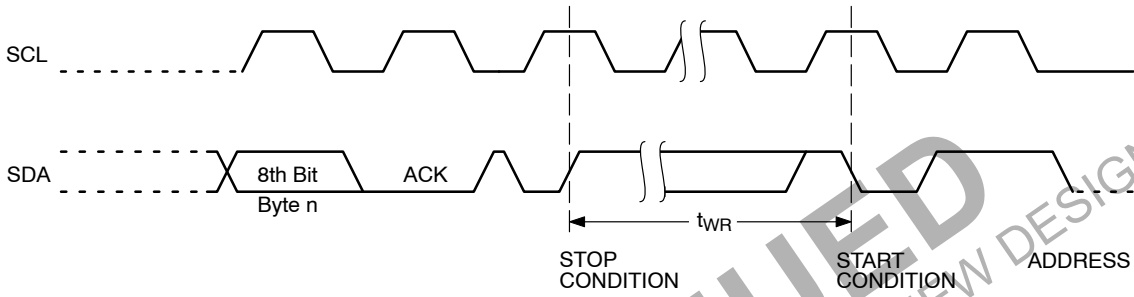 SCL
SDA
8th Bit
Byte n
ACK
tWR
STOP
CONDITION
START
CONDITION
ADDRESS